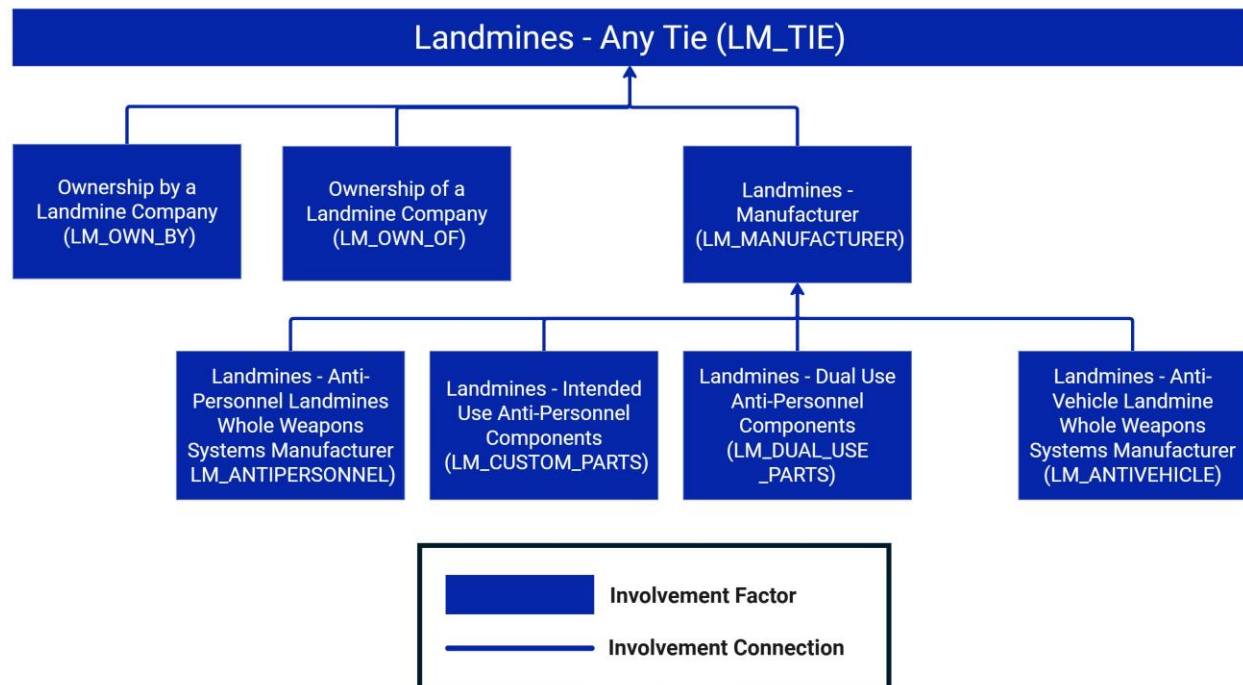 Landmines - Any Tie (LM_TIE)
Ownership by a
Landmine Company
(LM_OWN_BY)
Ownership of a
Landmine Company
(LM_OWN_OF)
Landmines -
Manufacturer
(LM_MANUFACTURER)
Landmines - Anti-
Personnel Landmines
Whole Weapons
Systems Manufacturer
LM_ANTIPERSONNEL)
Landmines - Intended
Use Anti-Personnel
Components
(LM_CUSTOM_PARTS)
Landmines - Dual Use
Anti-Personnel
Components
(LM_DUAL_USE
_PARTS)
Landmines - Anti-
Vehicle Landmine
Whole Weapons
Systems Manufacturer
(LM_ANTIVEHICLE)
Involvement Factor
Involvement Connection